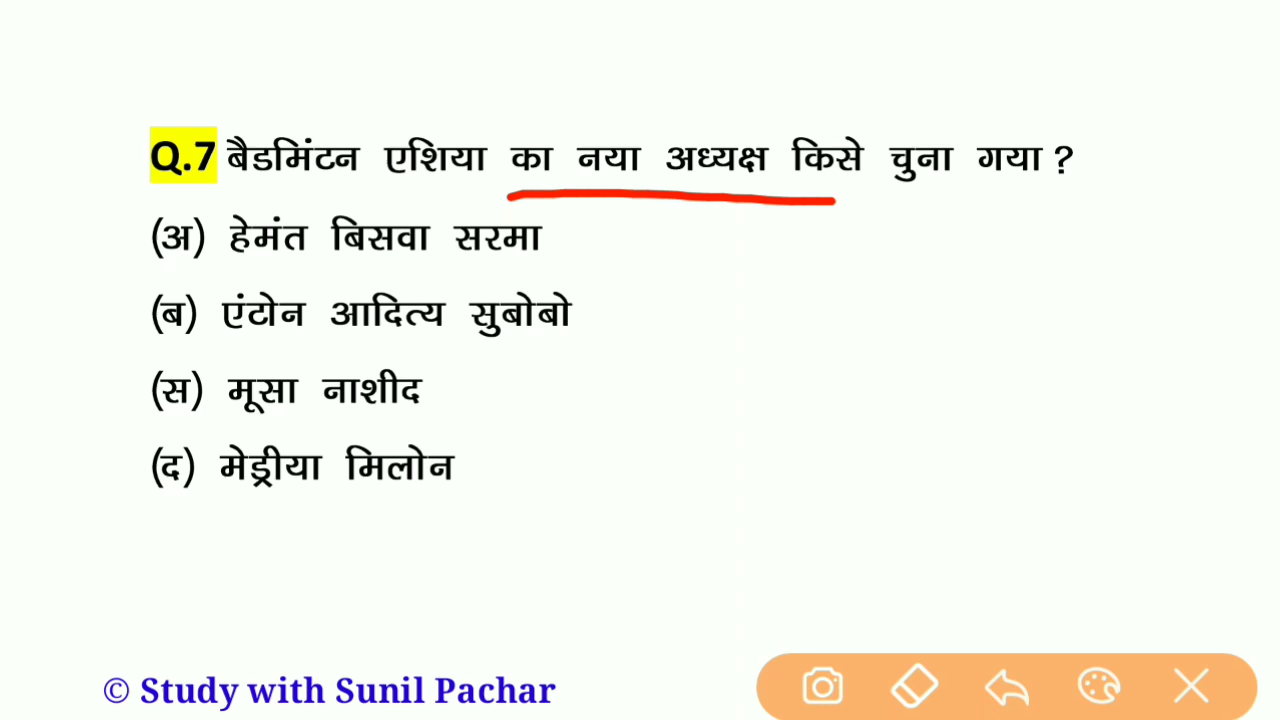 Q.7 बैडमिंटन एशिया का नया अध्यक्ष किसे चुना गया ?
(अ) हेमंत बिसवा सरमा
(ब) एंटोन आदित्य सुबोबो
(स) मूसा नाशीद
(द) मेड्रीया मिलोन
© Study with Sunil Pachar